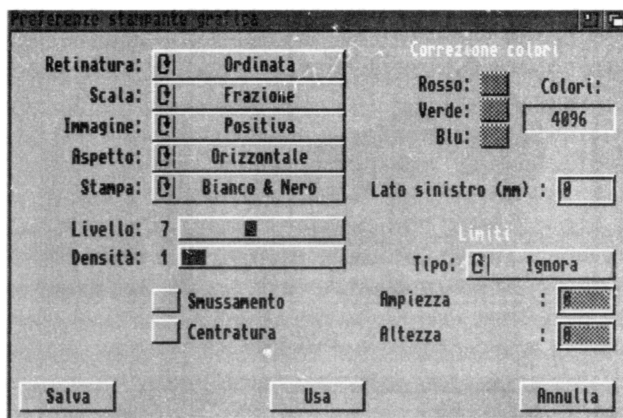 Preferenze stampante grafica
Retinatura: Ordinata
Scala: Frazione
Immagine: Positiva
Aspetto: Orizzontale
Stampa: Bianco & Nero
Livello: 7
Densità: 1
Smussamento
Centratura
Correzione colori
Rosso:
Verde:
Blu:
Colori:
4096
Lato sinistro (mm) : 0
Limiti
Tipo: Ignora
Ampiezza : 0
Altezza : 0
Salva
Usa
Annulla